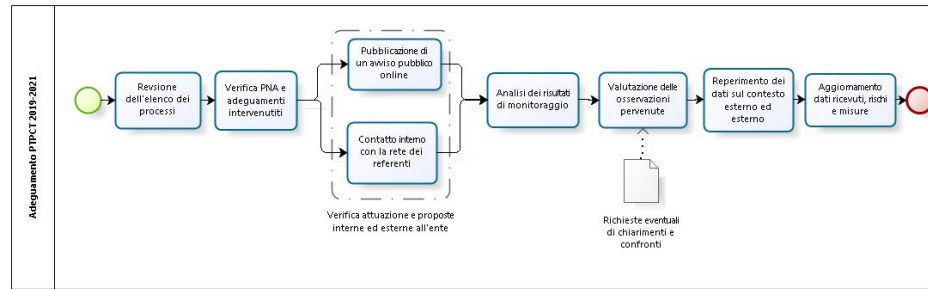 Adeguamento PTPCT 2019-2021
Revsione
dell'elenco dei
processi
Verifica PNA e
adeguamenti
intervenutiti
Pubblicazione di
un avviso pubblico
online
Contatto interno
con la rete dei
referenti
Verifica attuazione e proposte
interne ed esterne all'ente
Analisi dei risultati
di monitoraggio
Valutazione delle
osservazioni
pervenute
Richieste eventuali
di chiarimenti e
confronti
Reperimento dei
dati sul contesto
esterno ed
esterno
Aggiornamento
dati ricevuti, rischi
e misure